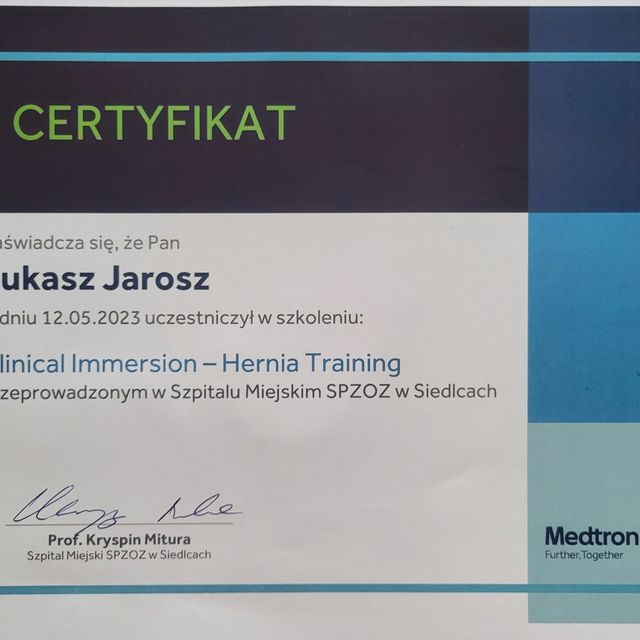 CERTYFIKAT
aświadcza się, że Pan
ukasz Jarosz
dniu 12.05.2023 uczestniczył w szkoleniu:
linical Immersion – Hernia Training
zeprowadzonym w Szpitalu Miejskim SPZOZ w Siedlcach
Prof. Kryspin Mitura
Szpital Miejski SPZOZ w Siedlcach
Medtron
Further, Together